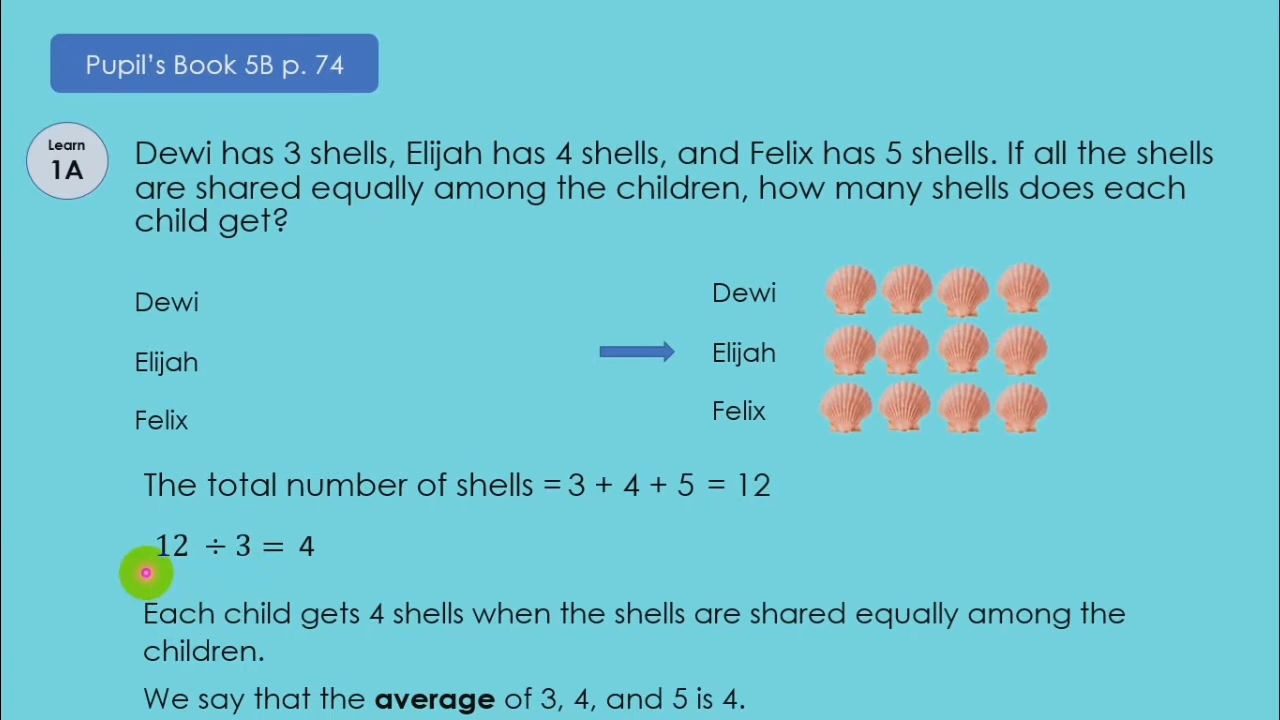 Pupil’s Book 5B p. 74
Learn
1A
Dewi has 3 shells, Elijah has 4 shells, and Felix has 5 shells. If all the shells
are shared equally among the children, how many shells does each
child get?
Dewi
Elijah
Felix
Dewi
Elijah
Felix
The total number of shells = 3 + 4 + 5 = 12
12 ÷ 3 = 4
Each child gets 4 shells when the shells are shared equally among the
children.
We say that the average of 3, 4, and 5 is 4.